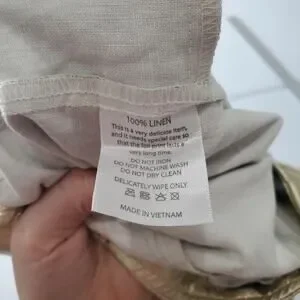 100% LINEN
This is a very delicate item,
and it needs special care so
that the foil print lasts a
very long time.
DO NOT IRON
DO NOT MACHINE WASH
DO NOT DRY CLEAN
DELICATELY WIPE ONLY
MADE IN VIETNAM